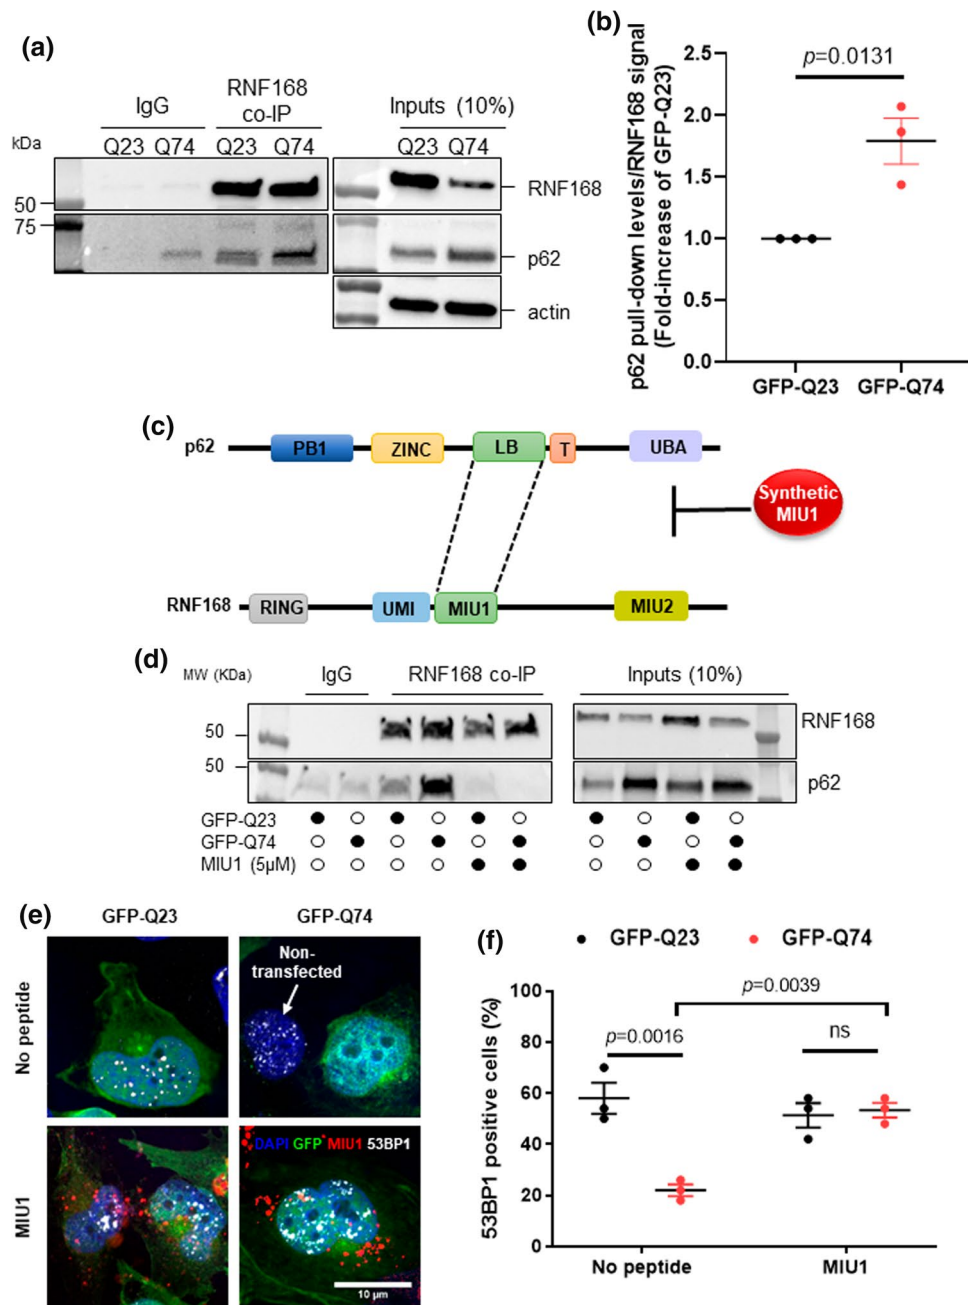 (a)
IgG
RNF168
co-IP
Inputs (10%)
kDa
Q23 Q74 Q23 Q74
Q23 Q74
50
75
RNF168
p62
actin
(b)
p62 pull-down levels/RNF168 signal
(Fold-increase of GFP-Q23)
2.5
2.0
1.5
1.0
0.5
0.0
p=0.0131
GFP-Q23 GFP-Q74
(c)
p62
PB1 ZINC LB T UBA
Synthetic
MIU1
RNF168
RING UMI MIU1 MIU2
(d)
MW (KDa)
IgG
RNF168 co-IP
Inputs (10%)
50
50
RNF168
p62
GFP-Q23
GFP-Q74
MIU1 (5µM)
(e)
GFP-Q23
GFP-Q74
No peptide
Non-
transfected
MIU1
DAPI GFP MIU1 53BP1
10 µm
(f)
GFP-Q23
GFP-Q74
53BP1 positive cells (%)
100
80
60
40
20
0
p=0.0016
p=0.0039
ns
No peptide
MIU1